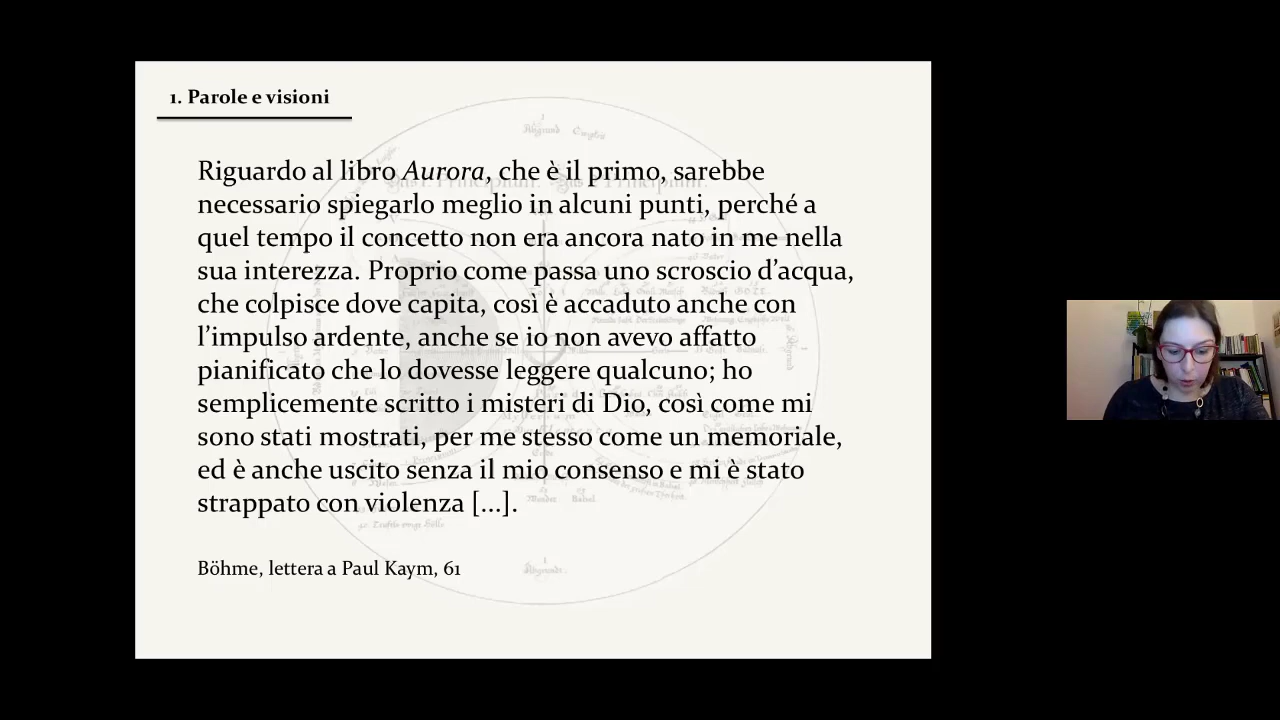 1. Parole e visioni
Riguardo al libro Aurora, che è il primo, sarebbe
necessario spiegarlo meglio in alcuni punti, perché a
quel tempo il concetto non era ancora nato in me nella
sua interezza. Proprio come passa uno scroscio d’acqua,
che colpisce dove capita, così è accaduto anche con
l’impulso ardente, anche se io non avevo affatto
pianificato che lo dovesse leggere qualcuno; ho
semplicemente scritto i misteri di Dio, così come mi
sono stati mostrati, per me stesso come un memoriale,
ed è anche uscito senza il mio consenso e mi è stato
strappato con violenza [...].
Böhme, lettera a Paul Kaym, 61